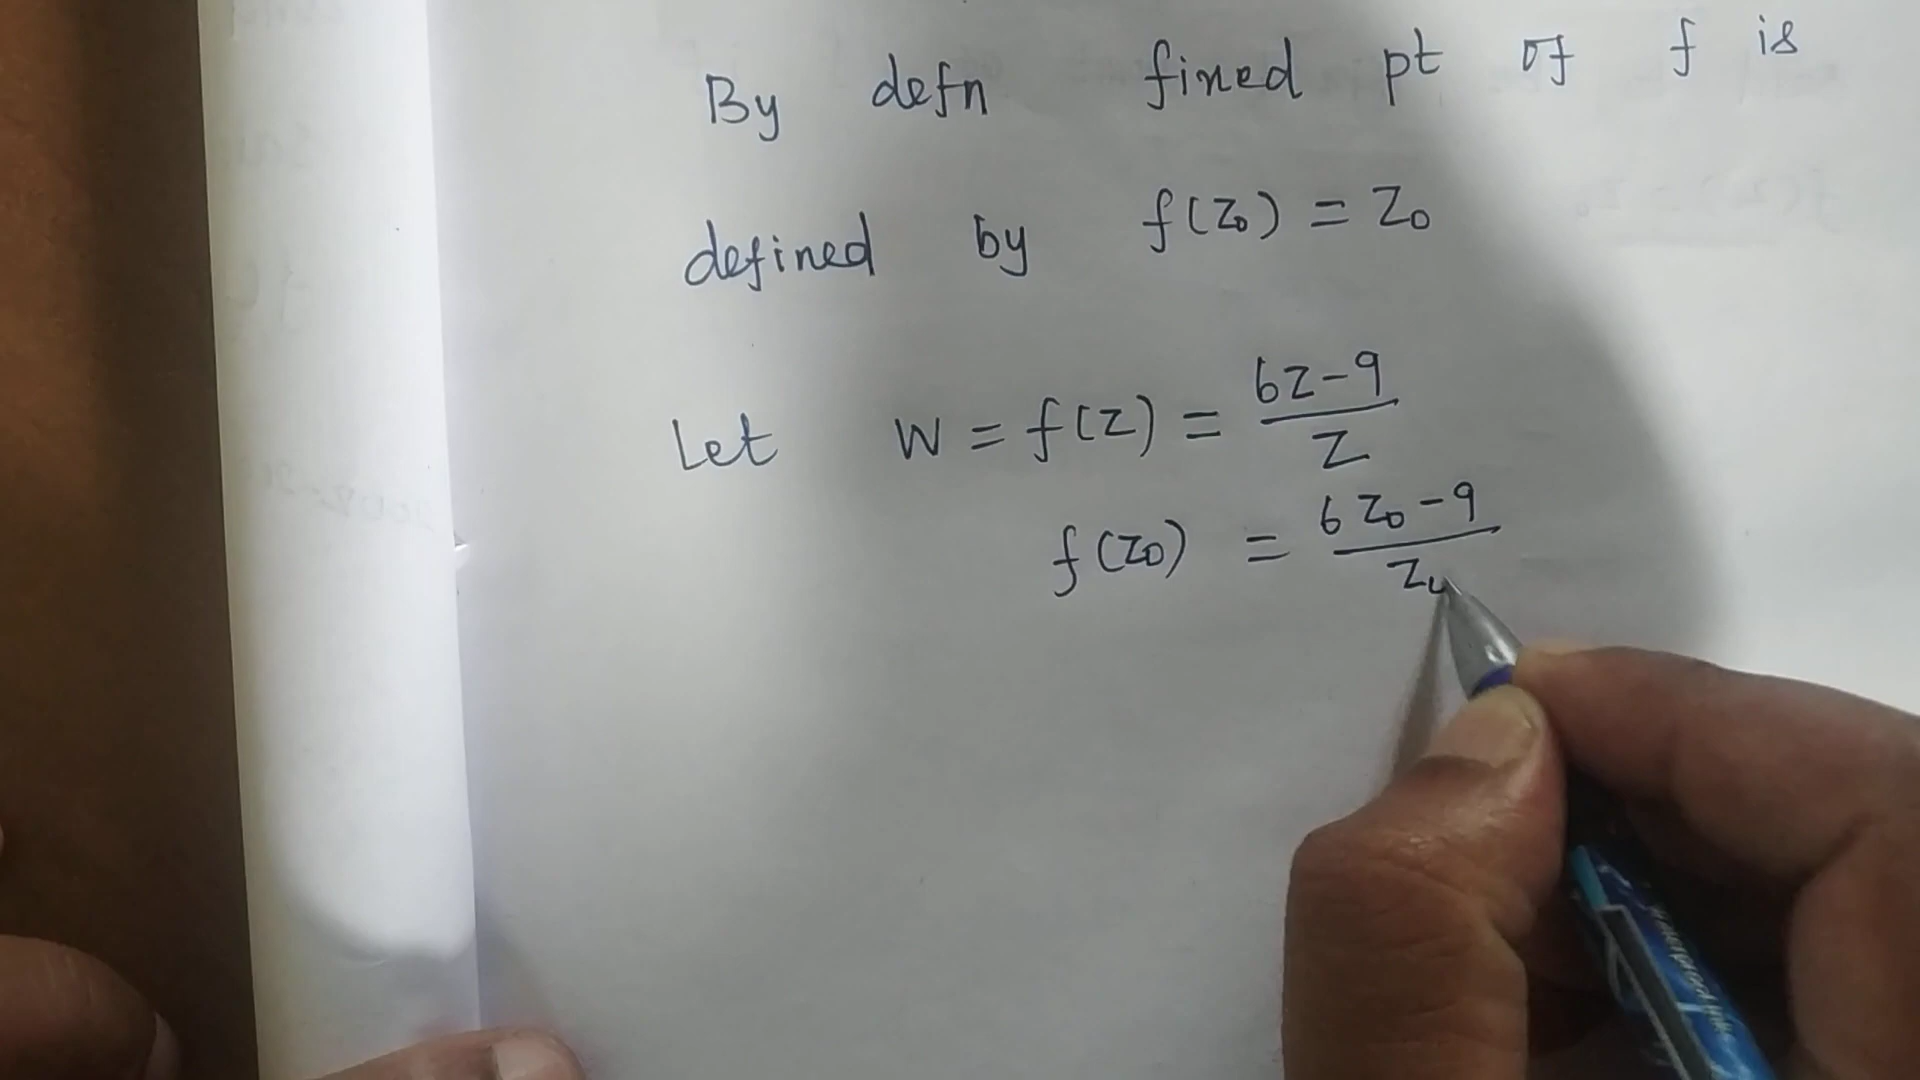 By defn fixed pt of f is
defined by f(z₀) = z₀
Let w = f(z) = (6z-9)/z
f(z₀) = (6z₀-9)/z₀